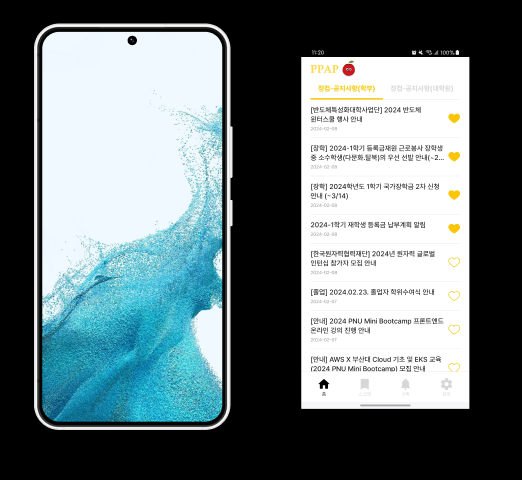 11:20
100%
PPAP
정컴-공지사항(학부) 정컴-공지사항(대학원)
[반도체특성화대학사업단] 2024 반도체
윈터스쿨 행사 안내
2024-02-08
[장학] 2024-1학기 등록금재원 근로봉사 장학생
중 소수학생(다문화.탈북)의 우선 선발 안내(~2...
2024-02-08
[장학] 2024학년도 1학기 국가장학금 2차 신청
안내 (~3/14)
2024-02-08
2024-1학기 재학생 등록금 납부계획 알림
2024-02-08
[한국원자력협력재단] 2024년 원자력 글로벌
인턴십 참가자 모집 안내
2024-02-08
[졸업] 2024.02.23. 졸업자 학위수여식 안내
2024-02-07
[안내] 2024 PNU Mini Bootcamp 프론트엔드
온라인 강의 진행 안내
2024-02-07
[안내] AWS X 부산대 Cloud 기초 및 EKS 교육
(2024 PNU Mini Bootcamp) 모집 안내
홈